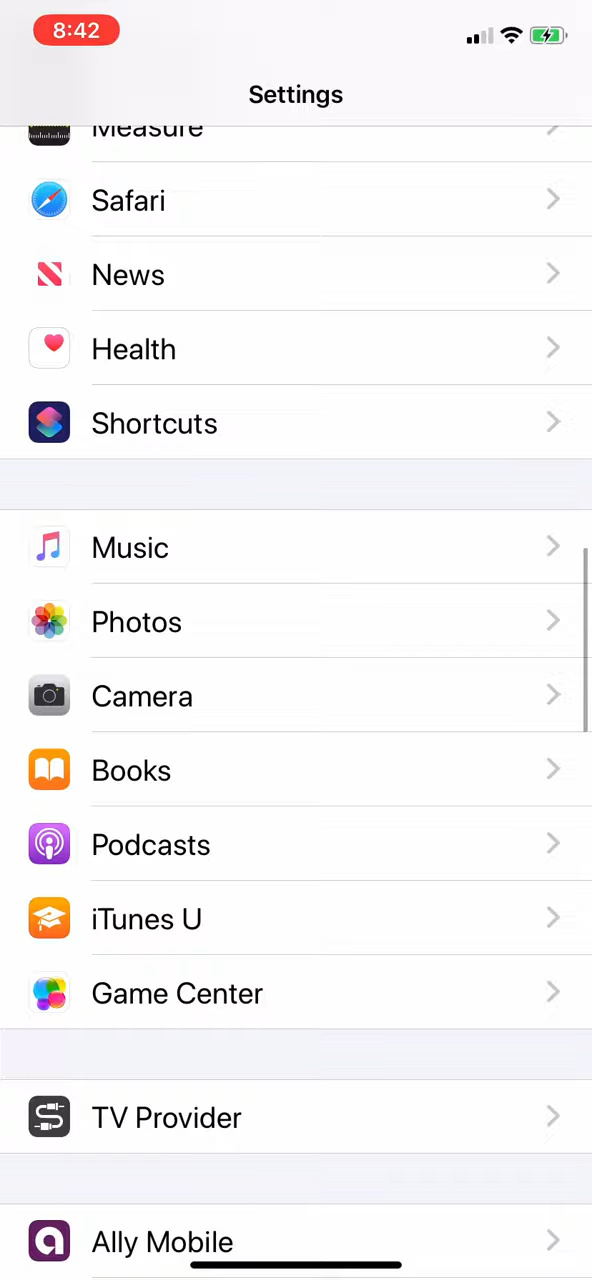 8:42
Settings
Measure
Safari
News
Health
Shortcuts
Music
Photos
Camera
Books
Podcasts
iTunes U
Game Center
TV Provider
Ally Mobile